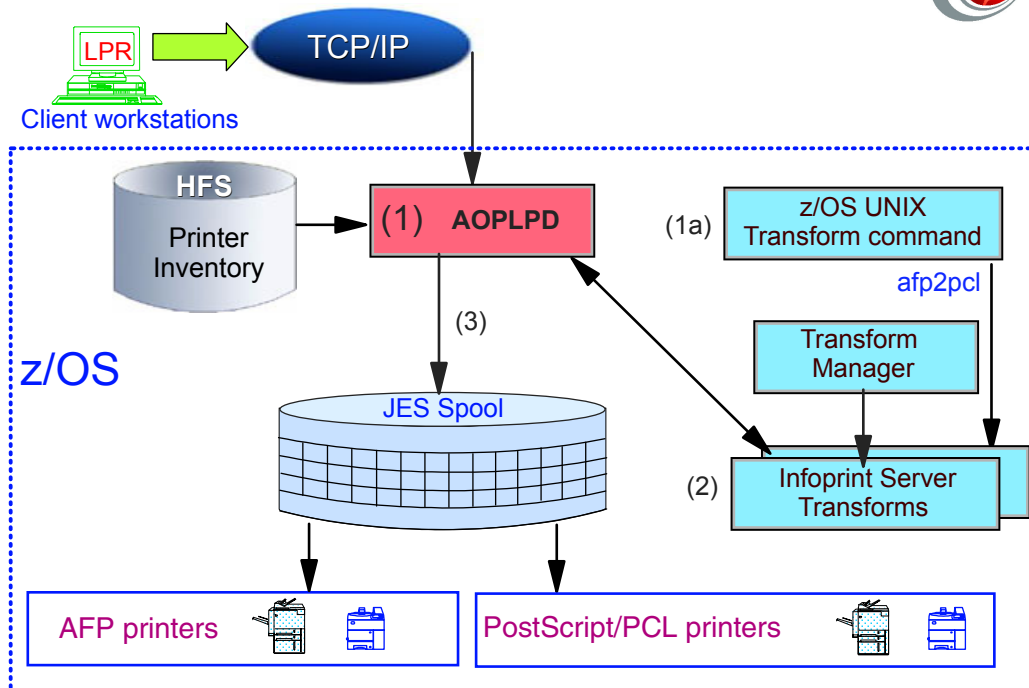 LPR
TCP/IP
Client workstations
HFS
Printer
Inventory
(1) AOPLPD
(1a)
z/OS UNIX
Transform command
afp2pcl
(3)
Transform
Manager
z/OS
JES Spool
(2)
Infoprint Server
Transforms
AFP printers
PostScript/PCL printers